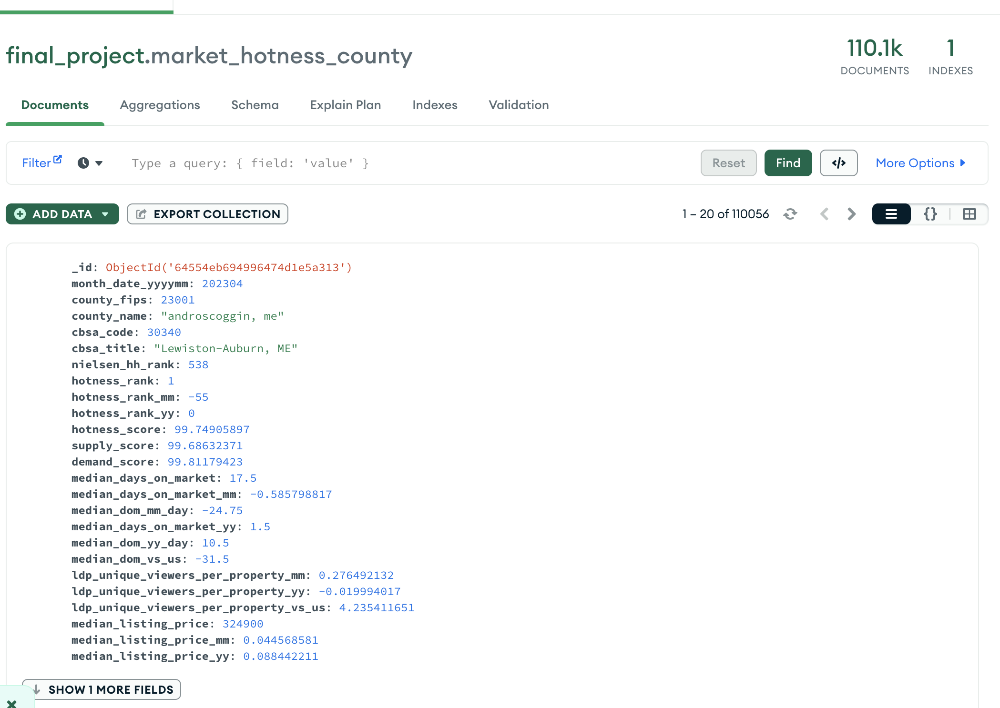 final_project.market_hotness_county
110.1k
DOCUMENTS
1
INDEXES
Documents
Aggregations
Schema
Explain Plan
Indexes
Validation
Filter
Type a query: { field: 'value' }
Reset
Find
</>
More Options
ADD DATA
EXPORT COLLECTION
1 – 20 of 110056
{}
_id: ObjectId('64554eb694996474d1e5a313')
month_date_yyyymm: 202304
county_fips: 23001
county_name: "androscoggin, me"
cbsa_code: 30340
cbsa_title: "Lewiston-Auburn, ME"
nielsen_hh_rank: 538
hotness_rank: 1
hotness_rank_mm: -55
hotness_rank_yy: 0
hotness_score: 99.74905897
supply_score: 99.68632371
demand_score: 99.81179423
median_days_on_market: 17.5
median_days_on_market_mm: -0.585798817
median_dom_mm_day: -24.75
median_days_on_market_yy: 1.5
median_dom_yy_day: 10.5
median_dom_vs_us: -31.5
ldp_unique_viewers_per_property_mm: 0.276492132
ldp_unique_viewers_per_property_yy: -0.019994017
ldp_unique_viewers_per_property_vs_us: 4.235411651
median_listing_price: 324900
median_listing_price_mm: 0.044568581
median_listing_price_yy: 0.088442211
SHOW 1 MORE FIELDS